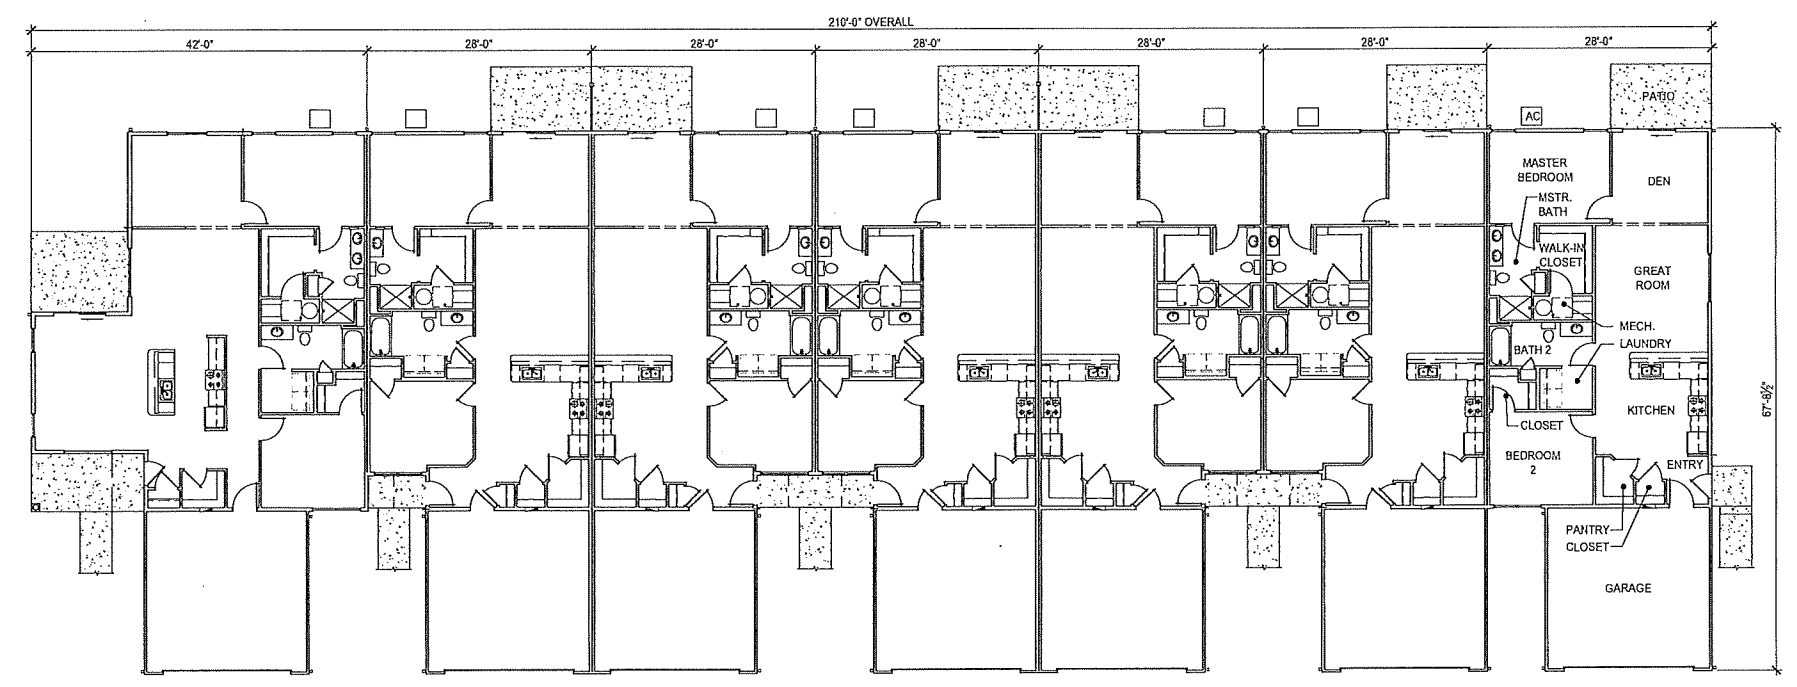 210'-0" OVERALL
42'-0"
28'-0"
28'-0"
28'-0"
28'-0"
28'-0"
28'-0"
PATIO
AC
MASTER
BEDROOM
DEN
MSTR.
BATH
WALK-IN
CLOSET
GREAT
ROOM
MECH.
LAUNDRY
BATH 2
67'-8½"
KITCHEN
CLOSET
BEDROOM
2
ENTRY
PANTRY
CLOSET
GARAGE